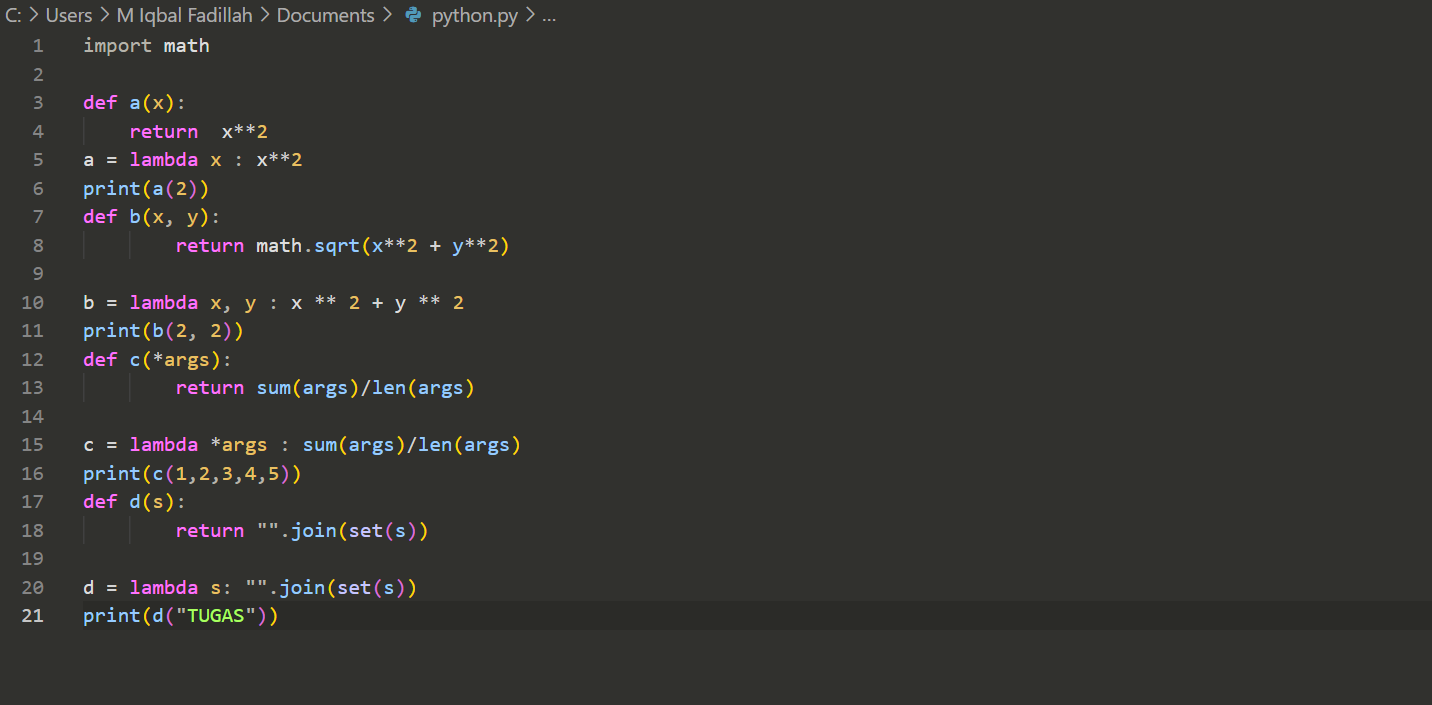 C: > Users > M Iqbal Fadillah > Documents > python.py > ...
1 import math
2
3 def a(x):
4     return  x**2
5 a = lambda x : x**2
6 print(a(2))
7 def b(x, y):
8         return math.sqrt(x**2 + y**2)
9
10 b = lambda x, y : x ** 2 + y ** 2
11 print(b(2, 2))
12 def c(*args):
13         return sum(args)/len(args)
14
15 c = lambda *args : sum(args)/len(args)
16 print(c(1,2,3,4,5))
17 def d(s):
18         return "".join(set(s))
19
20 d = lambda s: "".join(set(s))
21 print(d("TUGAS"))